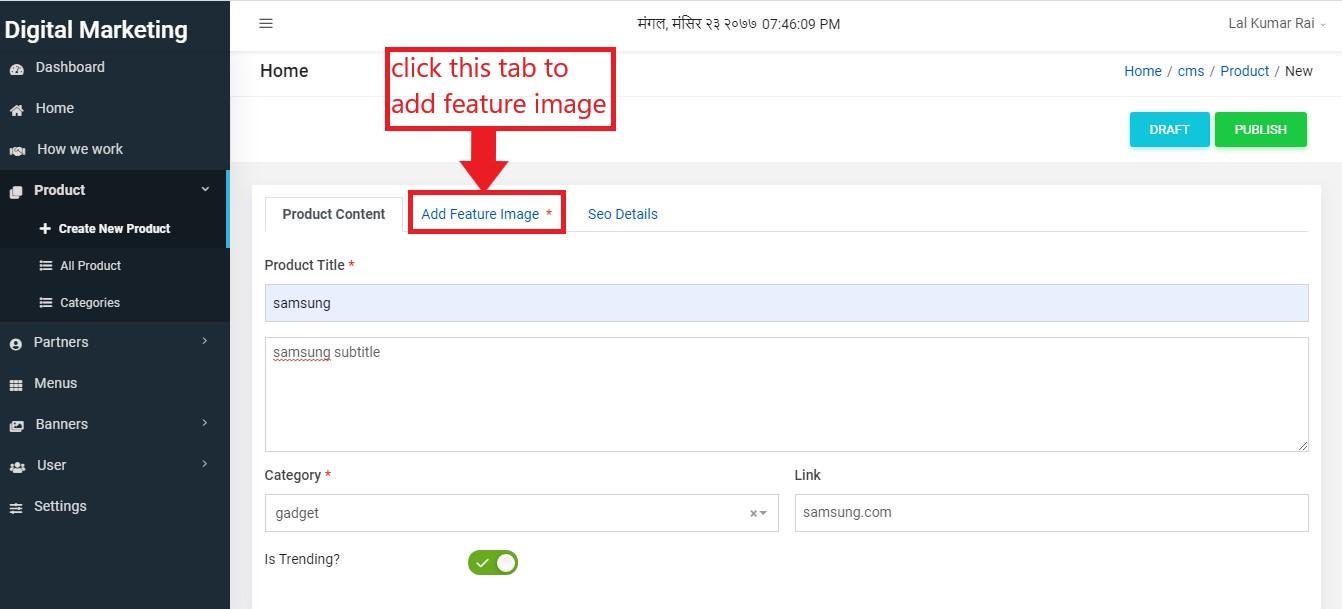 Digital Marketing
Dashboard
Home
How we work
Product
Create New Product
All Product
Categories
Partners
Menus
Banners
User
Settings
मंगल, मंसिर २३ २०७७ 07:46:09 PM
Lal Kumar Rai
Home
Home / cms / Product / New
click this tab to
add feature image
DRAFT
PUBLISH
Product Content
Add Feature Image *
Seo Details
Product Title *
samsung
samsung subtitle
Category *
Link
gadget
samsung.com
Is Trending?